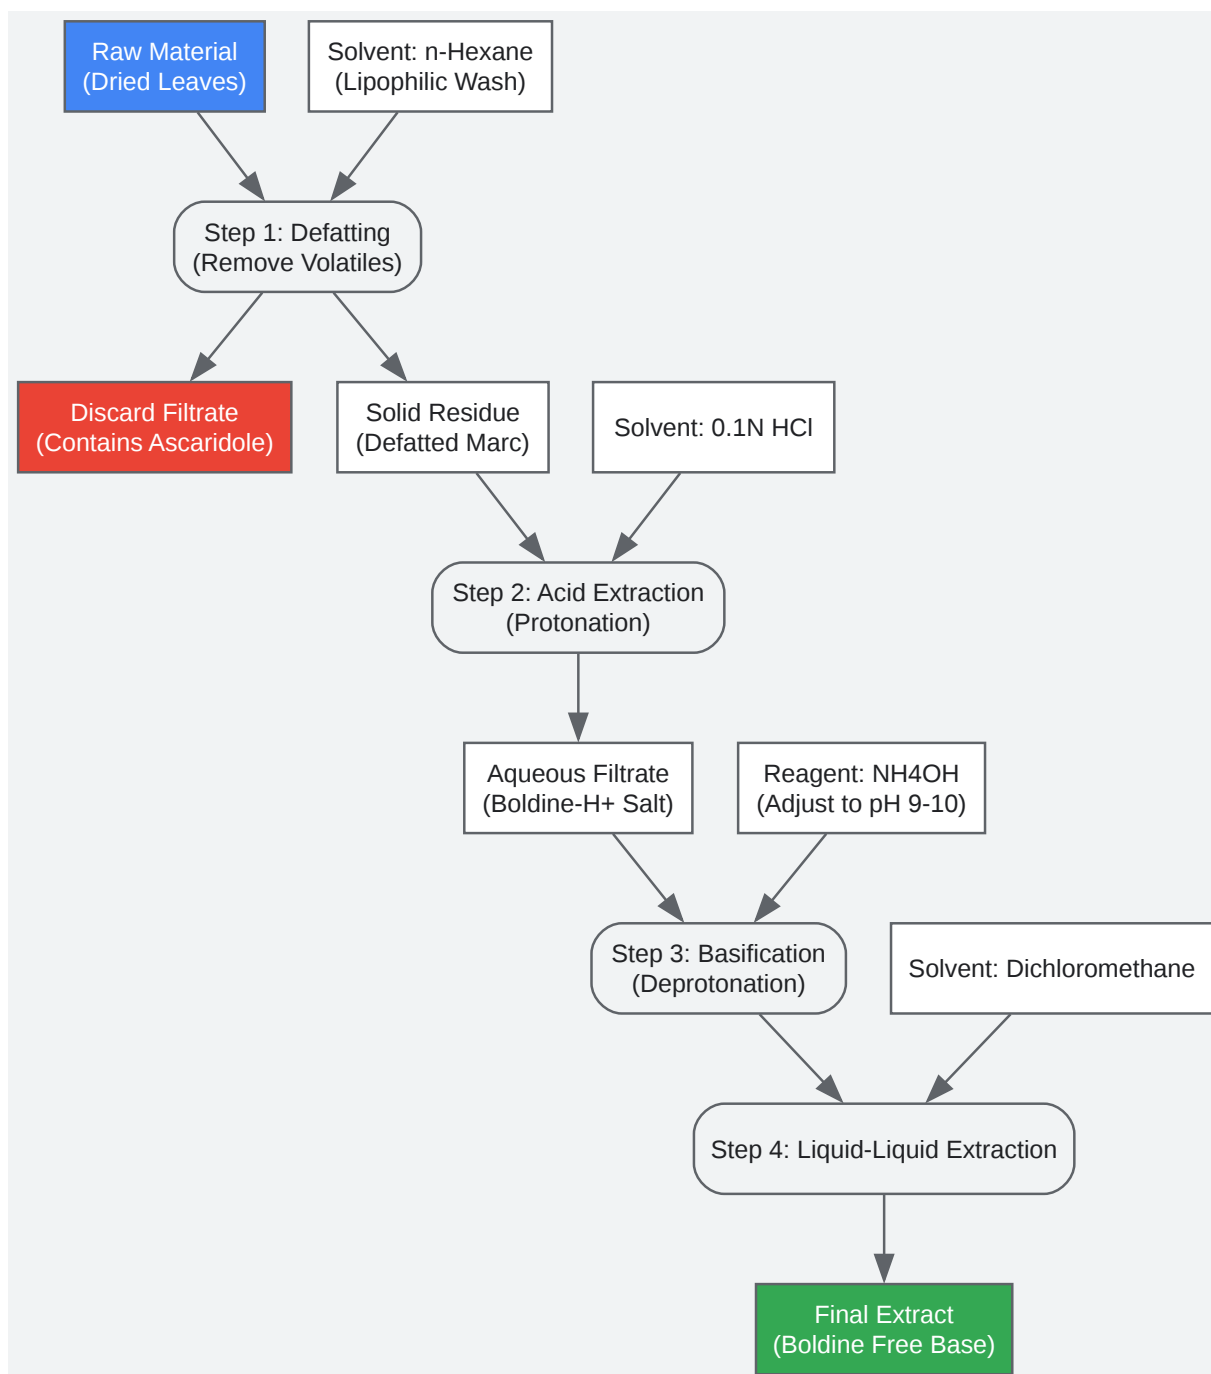 Raw Material
(Dried Leaves)
Solvent: n-Hexane
(Lipophilic Wash)
Step 1: Defatting
(Remove Volatiles)
Discard Filtrate
(Contains Ascaridole)
Solid Residue
(Defatted Marc)
Solvent: 0.1N HCl
Step 2: Acid Extraction
(Protonation)
Aqueous Filtrate
(Boldine-H+ Salt)
Reagent: NH4OH
(Adjust to pH 9-10)
Step 3: Basification
(Deprotonation)
Solvent: Dichloromethane
Step 4: Liquid-Liquid Extraction
Final Extract
(Boldine Free Base)